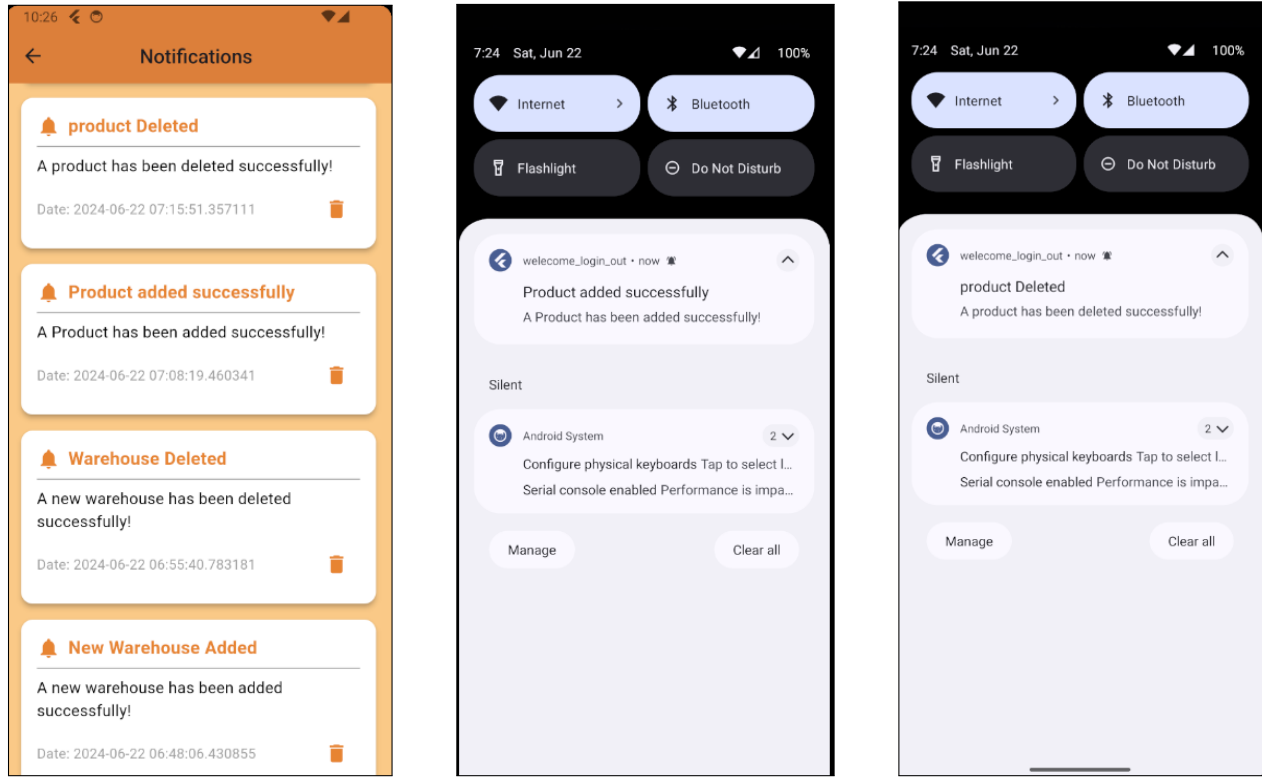 10:26
Notifications
product Deleted
A product has been deleted successfully!
Date: 2024-06-22 07:15:51.357111
Product added successfully
A Product has been added successfully!
Date: 2024-06-22 07:08:19.460341
Warehouse Deleted
A new warehouse has been deleted
successfully!
Date: 2024-06-22 06:55:40.783181
New Warehouse Added
A new warehouse has been added
successfully!
Date: 2024-06-22 06:48:06.430855
7:24 Sat, Jun 22 100%
Internet Bluetooth
Flashlight Do Not Disturb
welecome_login_out • now
Product added successfully
A Product has been added successfully!
Silent
Android System 2
Configure physical keyboards Tap to select l...
Serial console enabled Performance is impa...
Manage Clear all
7:24 Sat, Jun 22 100%
Internet Bluetooth
Flashlight Do Not Disturb
welecome_login_out • now
product Deleted
A product has been deleted successfully!
Silent
Android System 2
Configure physical keyboards Tap to select l...
Serial console enabled Performance is impa...
Manage Clear all